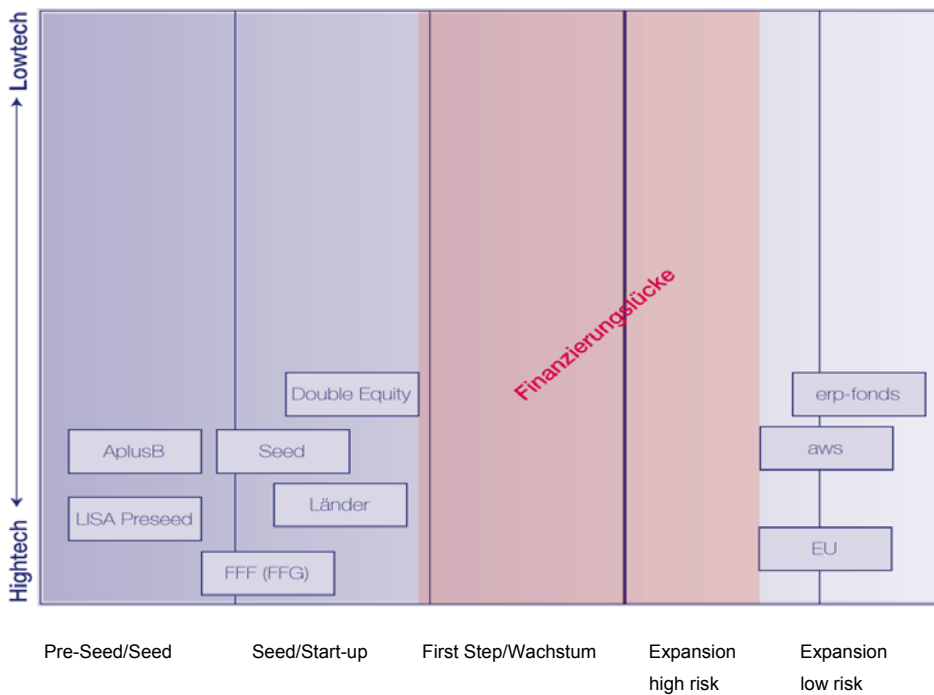 Lowtech
Hightech
Finanzierungslücke
Double Equity
erp-fonds
AplusB
Seed
aws
LISA Preseed
Länder
FFF (FFG)
EU
Pre-Seed/Seed
Seed/Start-up
First Step/Wachstum
Expansion
high risk
Expansion
low risk